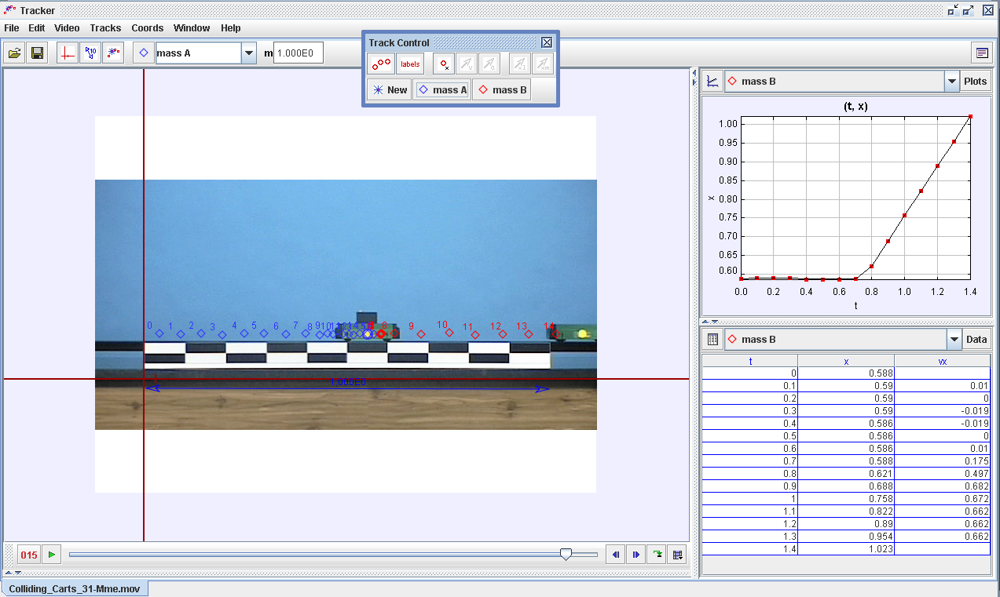 Tracker
File Edit Video Tracks Coords Window Help
mass A m 1.000E0
Track Control
labels
x v a x1 xm
New mass A mass B
mass B Plots
(t, x)
1.00
0.95
0.90
0.85
0.80
0.75
0.70
0.65
0.60
x
0.0 0.2 0.4 0.6 0.8 1.0 1.2 1.4
t
0 1 2 3 4 5 6 7 8 9 10 8 9 10 11 12 13
1.000E0
mass B Data
t x vx
0 0.588
0.1 0.59 0.01
0.2 0.59 0
0.3 0.59 -0.019
0.4 0.586 -0.019
0.5 0.586 0
0.6 0.586 0.01
0.7 0.588 0.175
0.8 0.621 0.497
0.9 0.688 0.682
1 0.758 0.672
1.1 0.822 0.662
1.2 0.89 0.662
1.3 0.954 0.662
1.4 1.023
015
Colliding_Carts_31-Mme.mov